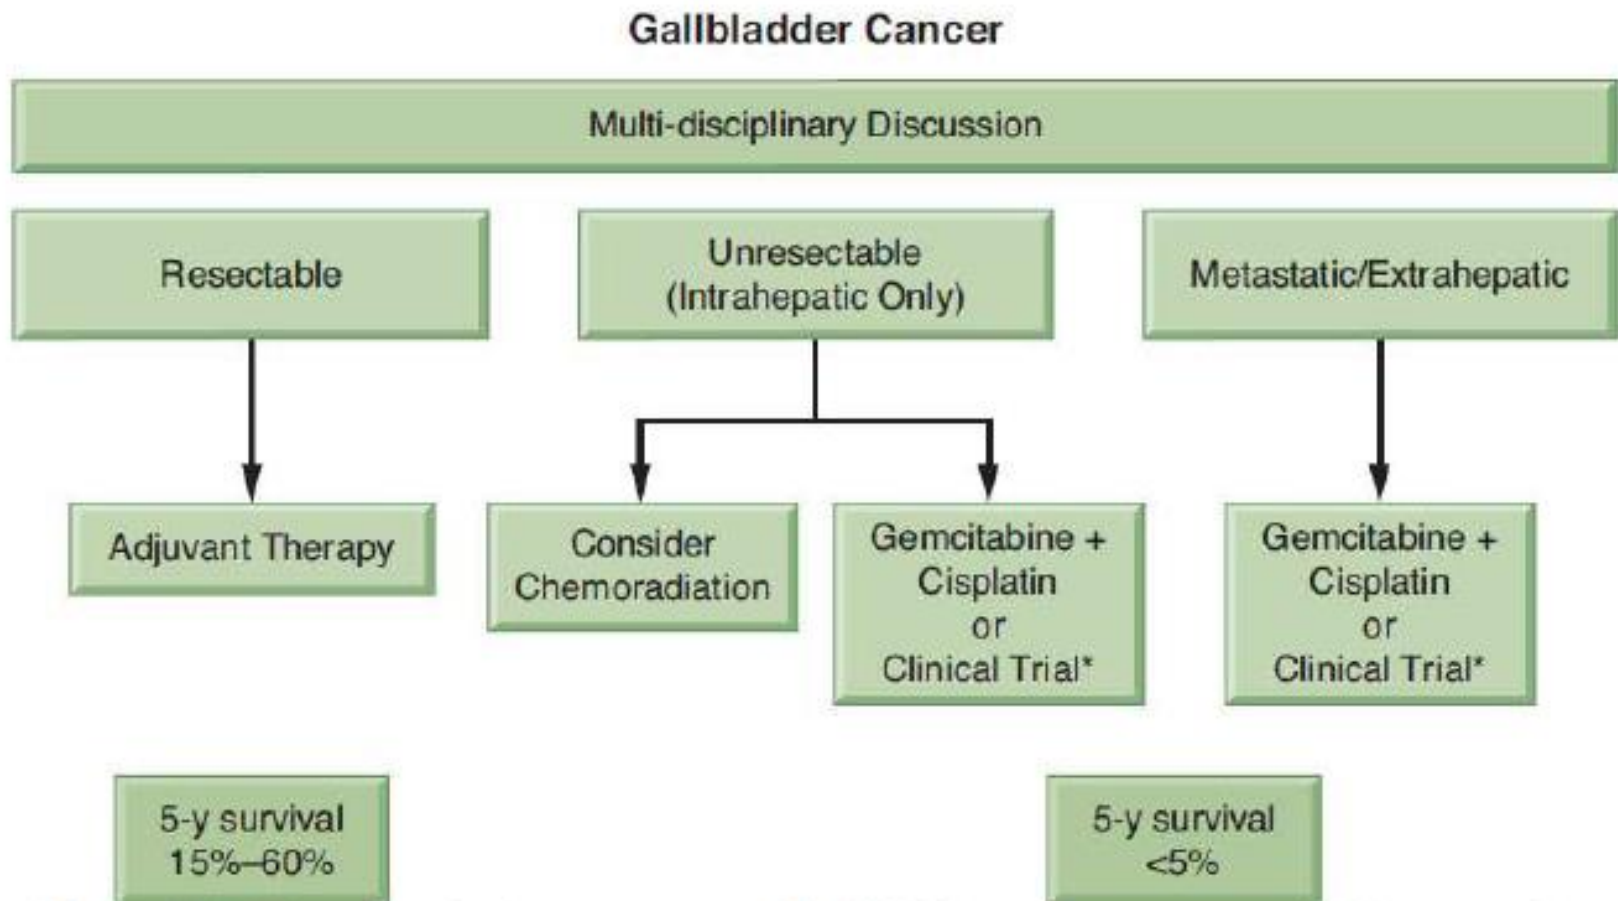 Gallbladder Cancer
Multi-disciplinary Discussion
Resectable
Unresectable
(Intrahepatic Only)
Metastatic/Extrahepatic
Adjuvant Therapy
Consider
Chemoradiation
Gemcitabine +
Cisplatin
or
Clinical Trial*
Gemcitabine +
Cisplatin
or
Clinical Trial*
5-y survival
15%–60%
5-y survival
<5%